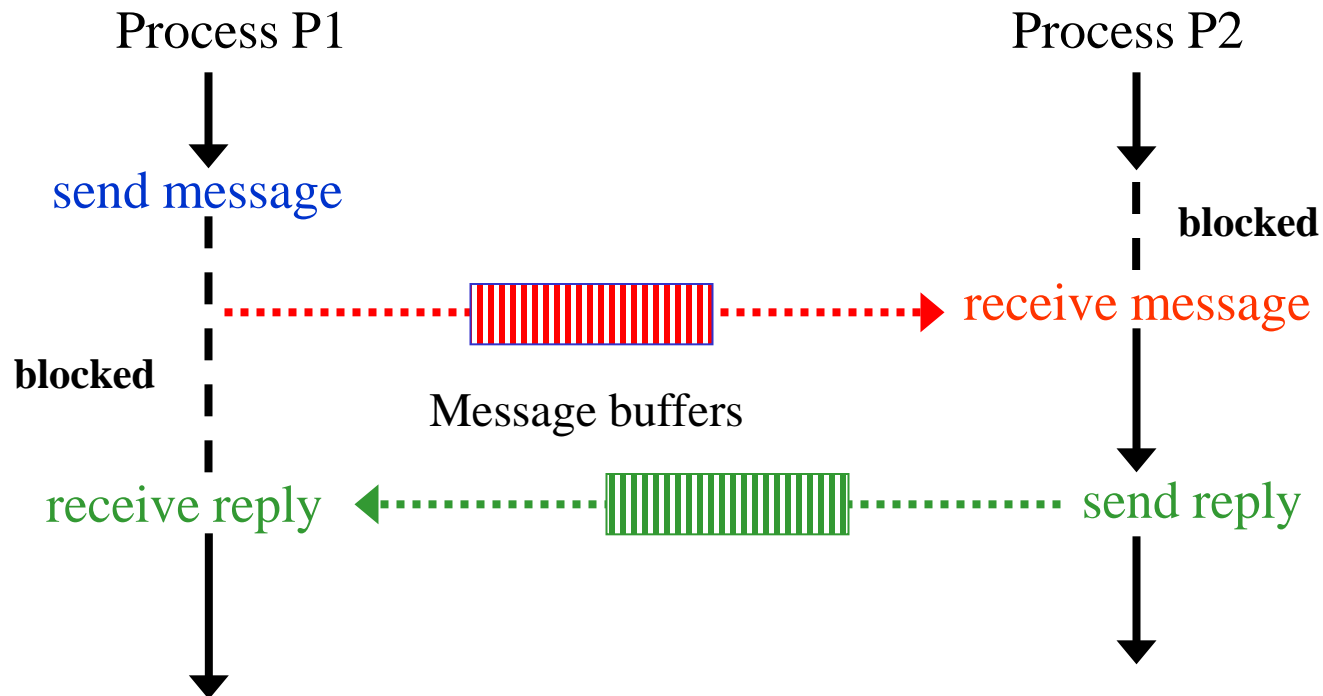 Process P1
Process P2
send message
blocked
receive message
blocked
Message buffers
receive reply
send reply